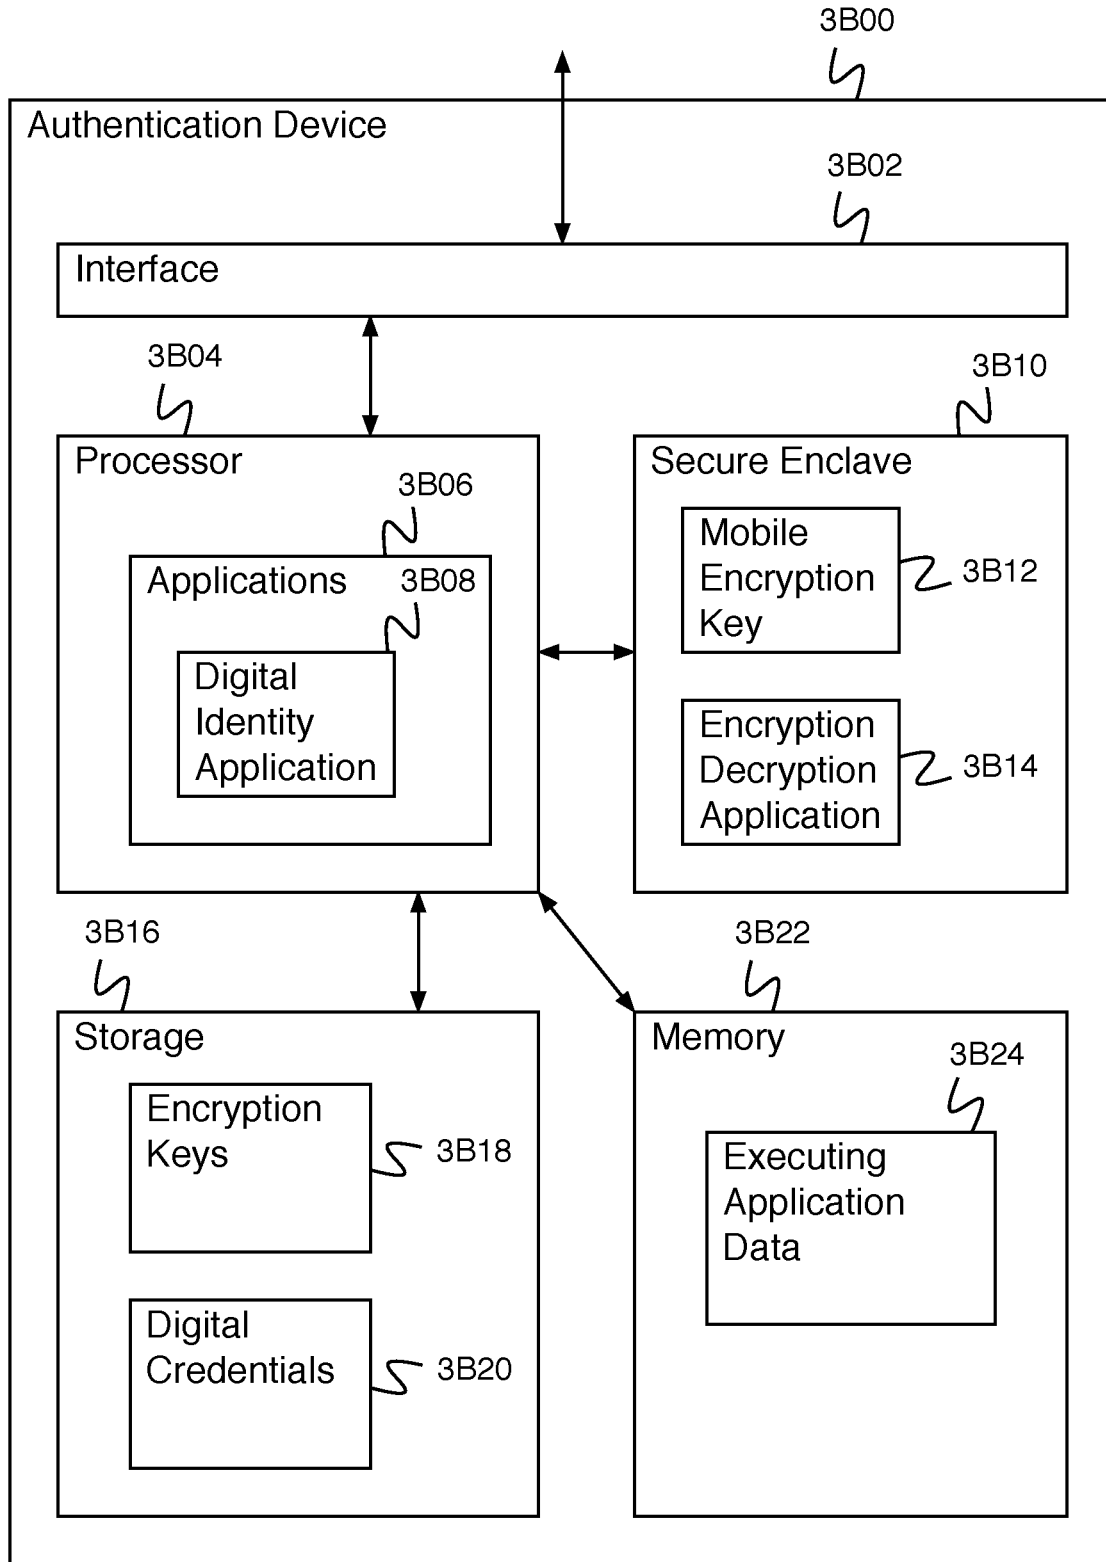 3B00
Authentication Device
3B02
Interface
3B04
3B10
Processor
Secure Enclave
3B06
Mobile
Encryption
Key
3B12
Applications
3B08
Digital
Identity
Application
Encryption
Decryption
Application
3B14
3B16
3B22
Storage
Memory
3B24
Encryption
Keys
3B18
Executing
Application
Data
Digital
Credentials
3B20